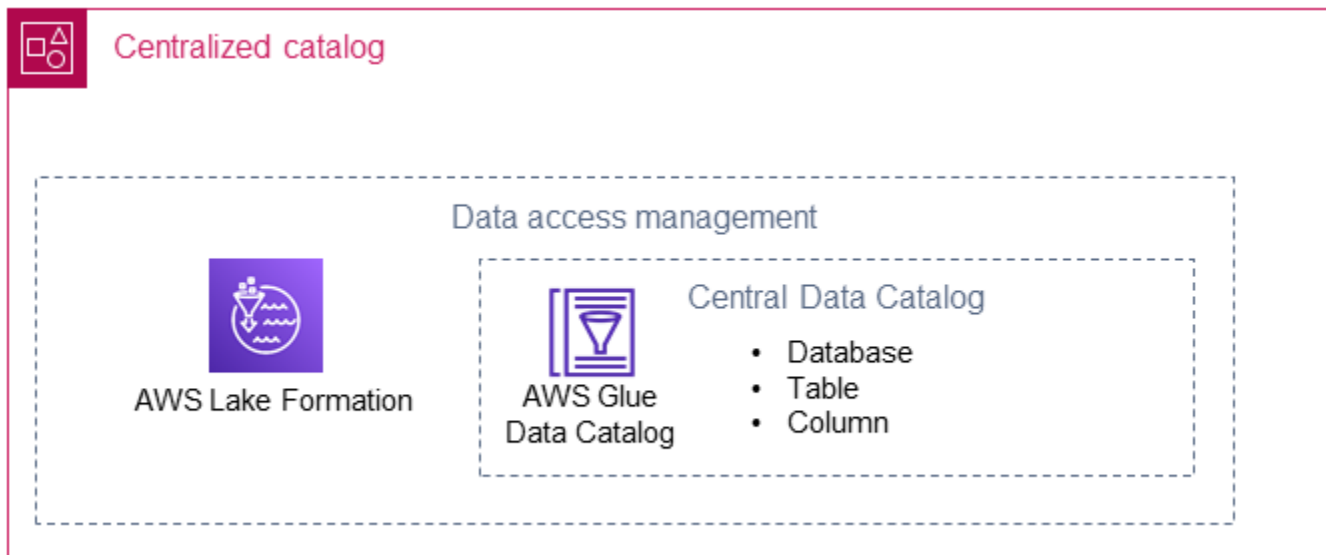 Centralized catalog
Data access management
AWS Lake Formation
Central Data Catalog
AWS Glue
Data Catalog
• Database
• Table
• Column